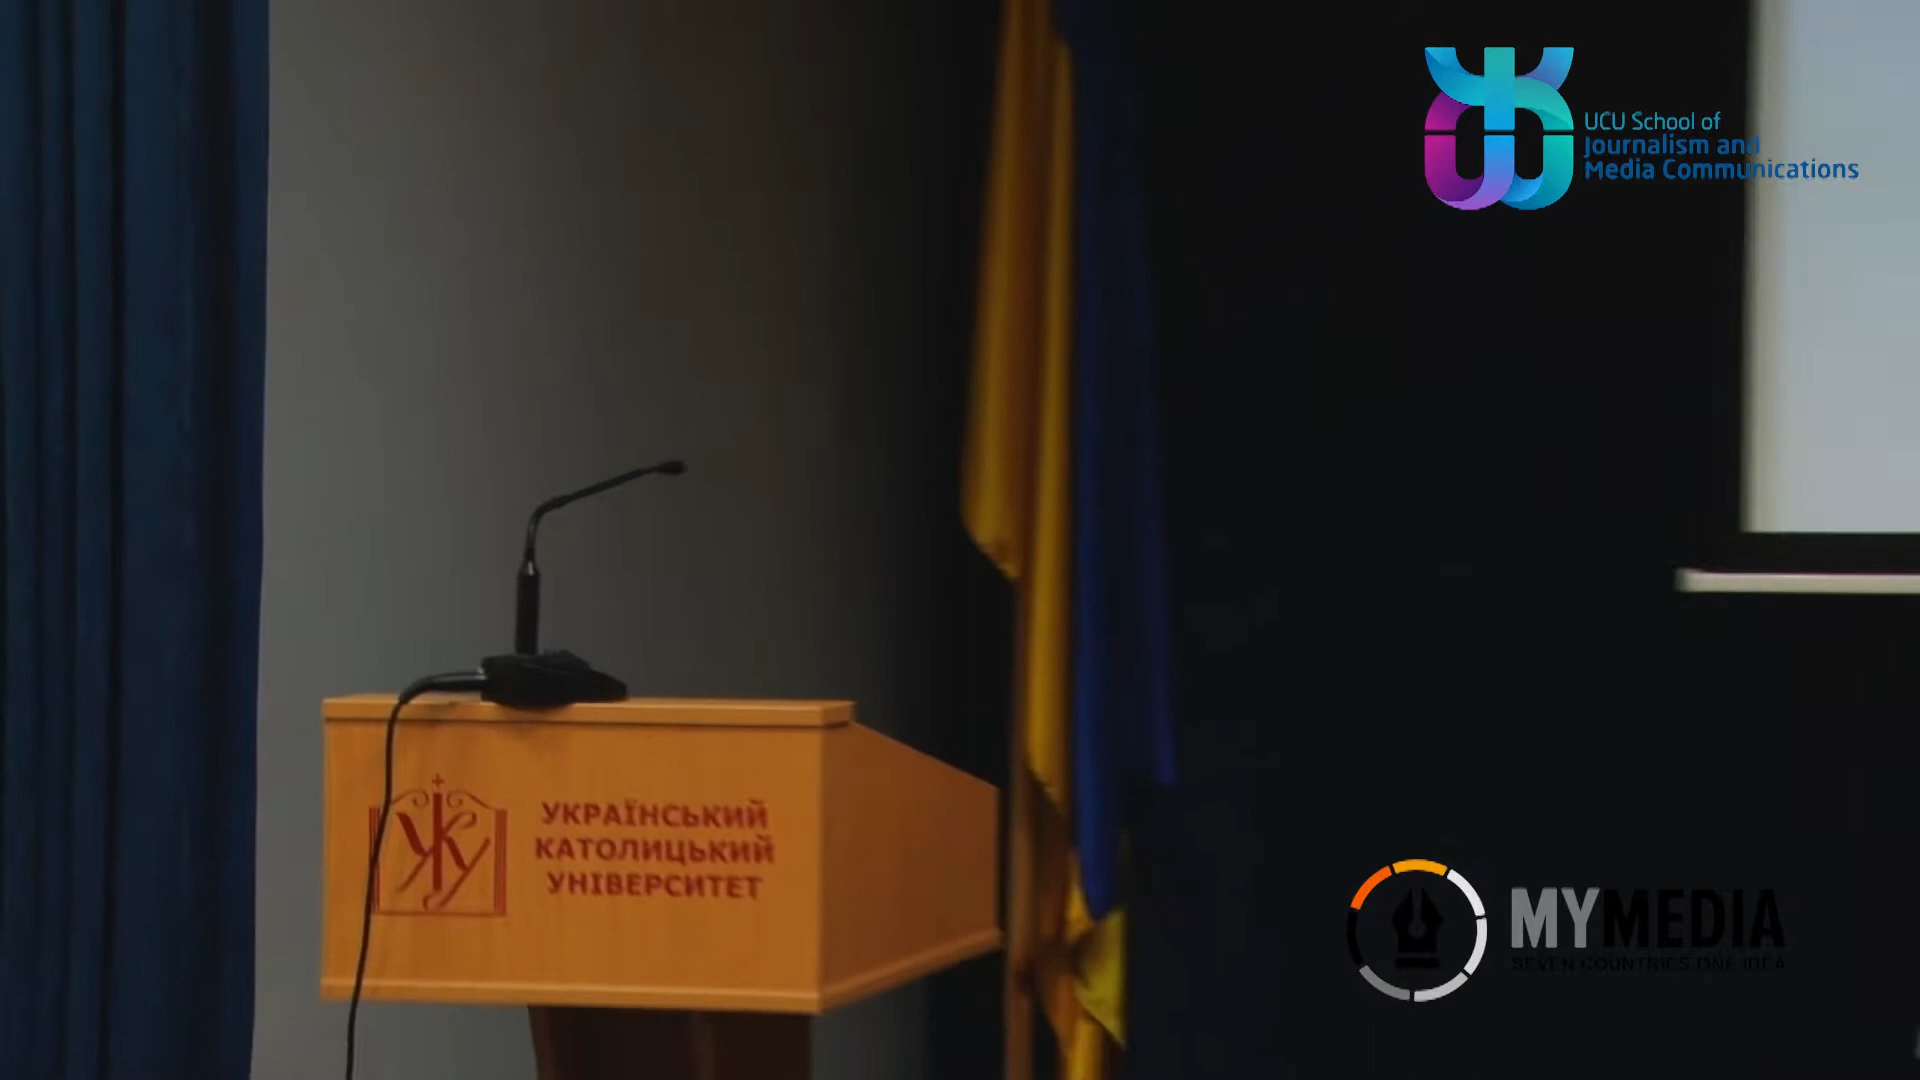 UCU School of
Journalism and
Media Communications
УКРАЇНСЬКИЙ
КАТОЛИЦЬКИЙ
УНІВЕРСИТЕТ
MYMEDIA
SEVEN COUNTRIES ONE IDEA